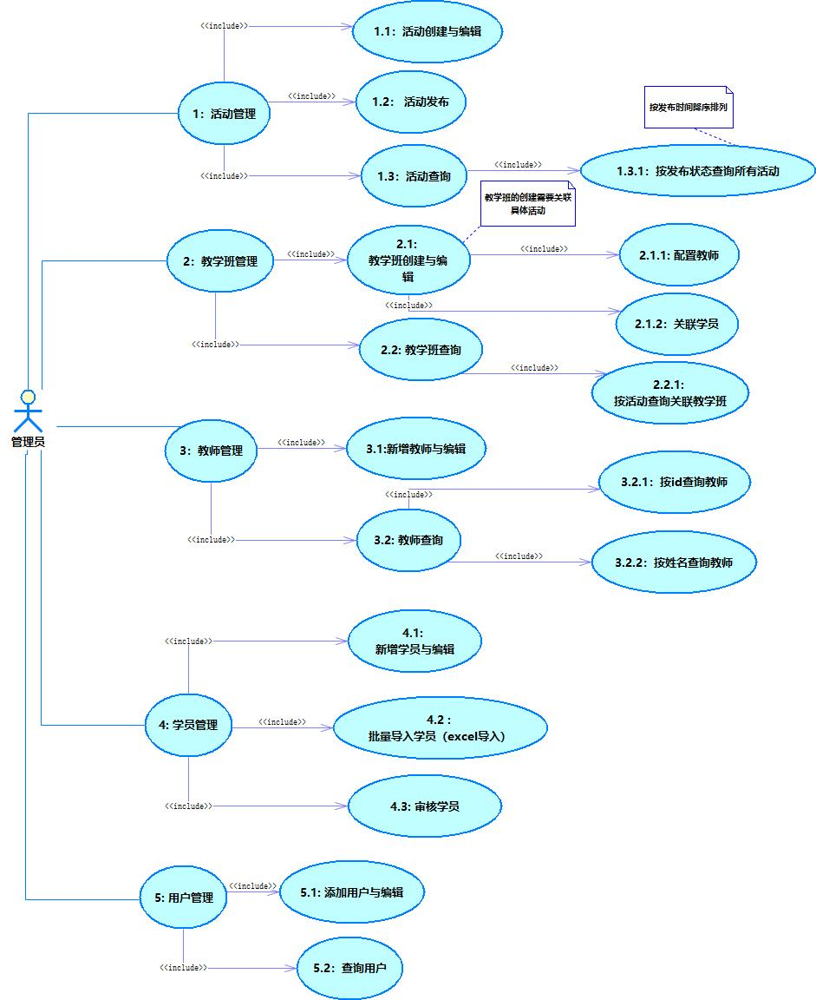 <<include>>
1.1：活动创建与编辑
<<include>>
1.2： 活动发布
1：活动管理
按发布时间降序排列
<<include>>
1.3：活动查询
<<include>>
1.3.1：按发布状态查询所有活动
教学班的创建需要关联
具体活动
2：教学班管理
<<include>>
2.1:
教学班创建与编
辑
<<include>>
2.1.1: 配置教师
<<include>>
2.1.2：关联学员
<<include>>
2.2: 教学班查询
<<include>>
2.2.1:
按活动查询关联教学班
管理员
3：教师管理
<<include>>
3.1:新增教师与编辑
<<include>>
3.2.1：按id查询教师
<<include>>
3.2: 教师查询
<<include>>
3.2.2：按姓名查询教师
<<include>>
4.1:
新增学员与编辑
4: 学员管理
<<include>>
4.2 :
批量导入学员（excel导入）
<<include>>
4.3: 审核学员
5: 用户管理
<<include>>
5.1: 添加用户与编辑
<<include>>
5.2：查询用户